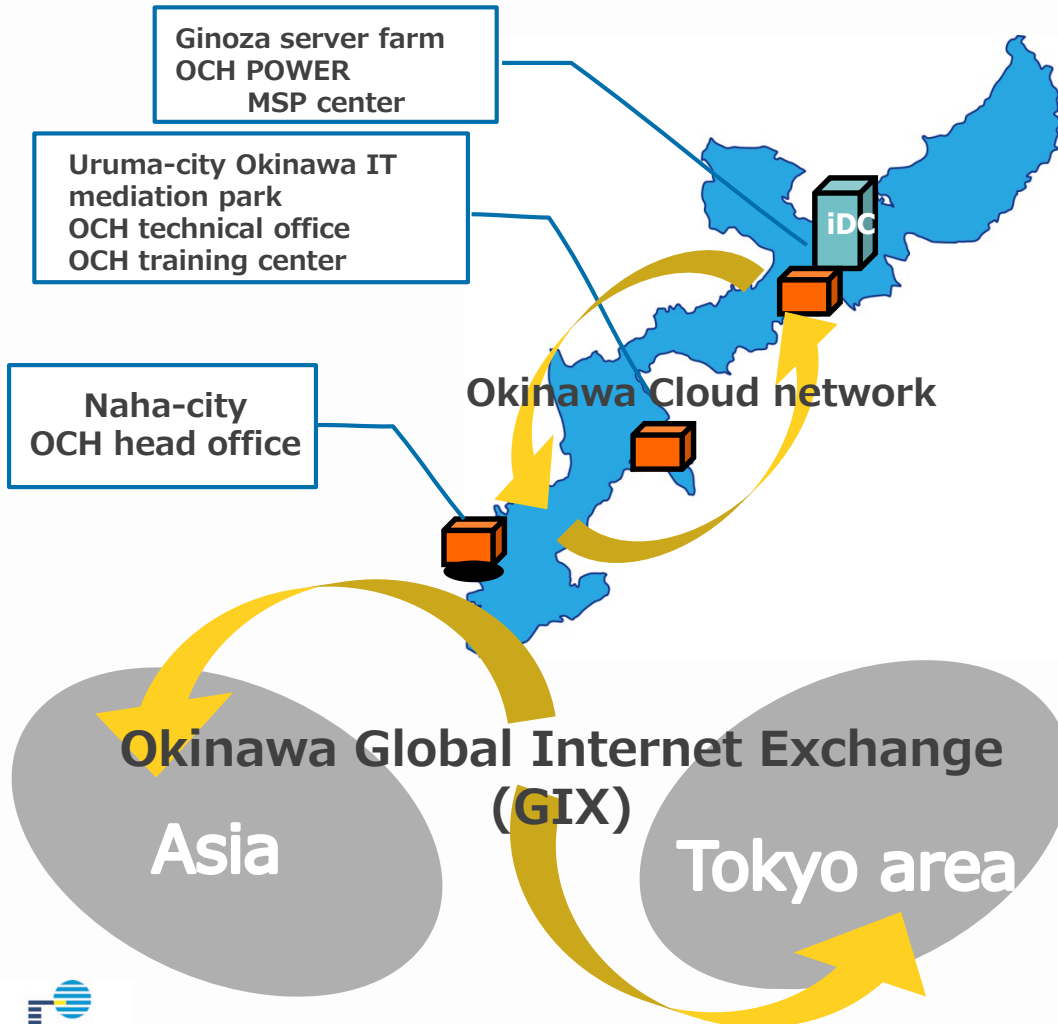 Ginoza server farm
OCH POWER
MSP center
Uruma-city Okinawa IT
mediation park
OCH technical office
OCH training center
iDC
Okinawa Cloud network
Naha-city
OCH head office
Okinawa Global Internet Exchange
(GIX)
Asia
Tokyo area